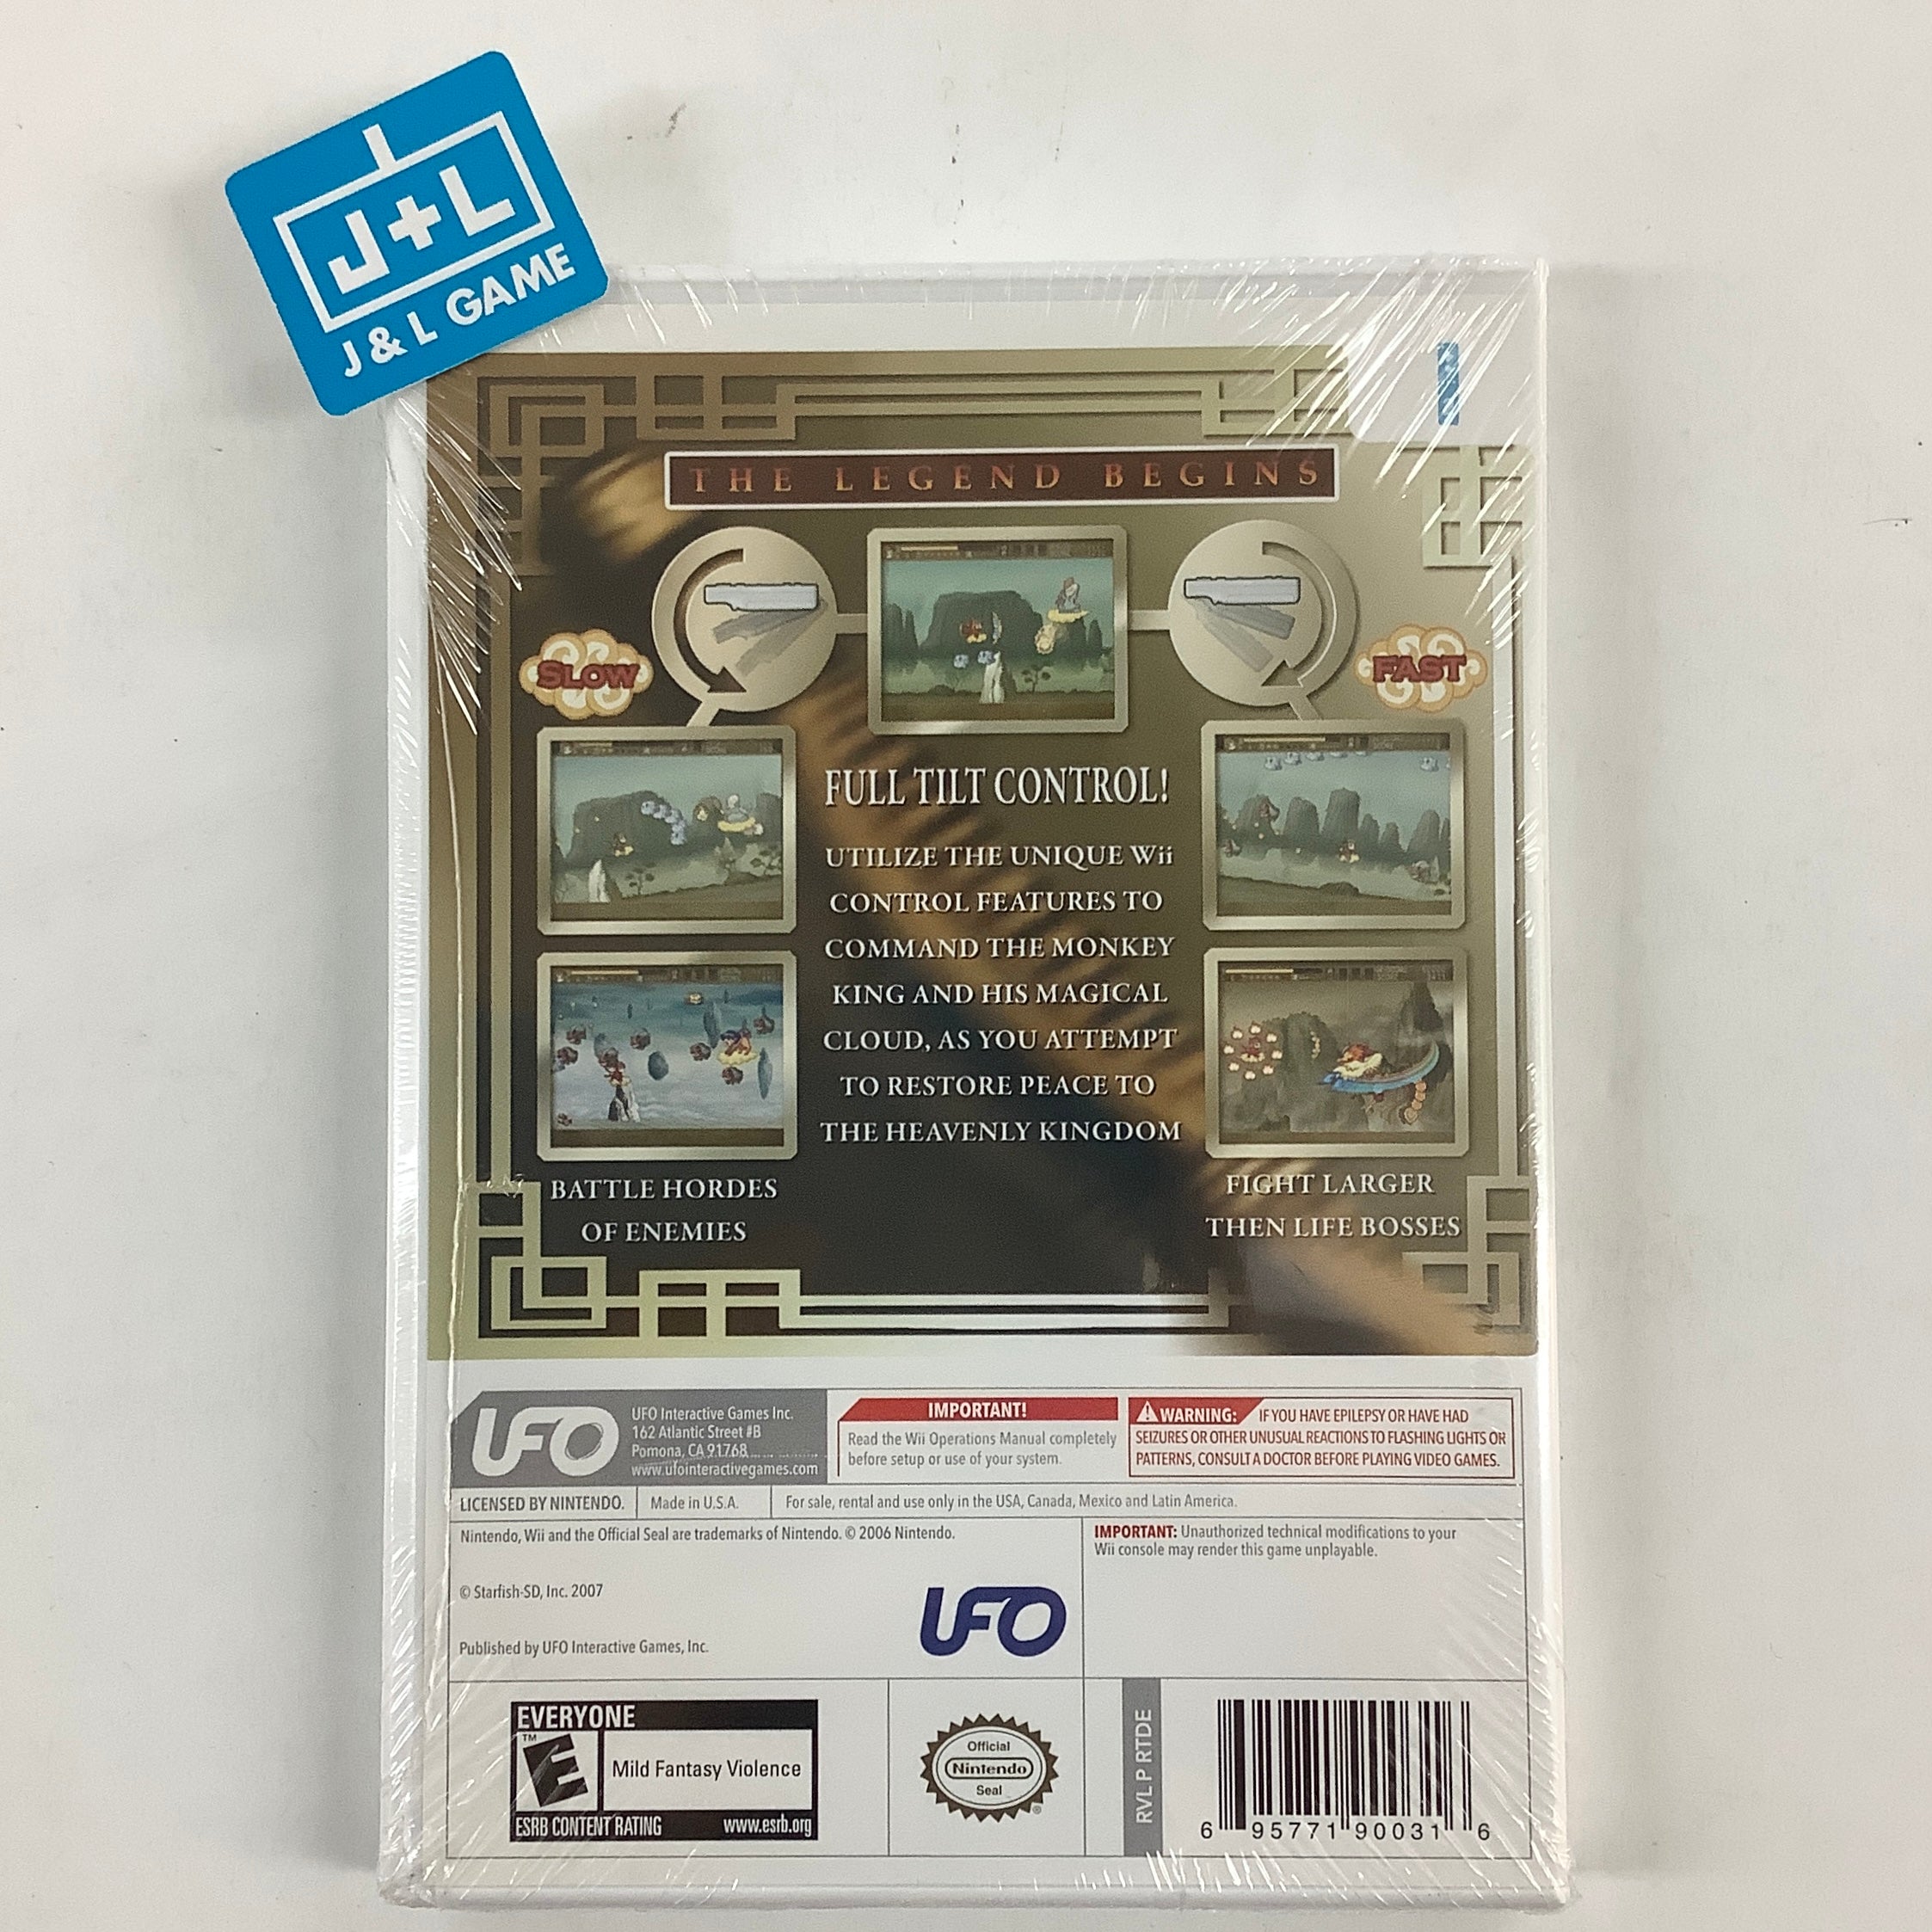 J+L
J & L GAME
THE LEGEND BEGINS
SLOW
FAST
FULL TILT CONTROL!
UTILIZE THE UNIQUE Wii
CONTROL FEATURES TO
COMMAND THE MONKEY
KING AND HIS MAGICAL
CLOUD, AS YOU ATTEMPT
TO RESTORE PEACE TO
THE HEAVENLY KINGDOM
BATTLE HORDES
OF ENEMIES
FIGHT LARGER
THEN LIFE BOSSES
UFO
UFO Interactive Games Inc.
162 Atlantic Street #B
Pomona, CA 91768
www.ufointeractivegames.com
IMPORTANT!
Read the Wii Operations Manual completely
before setup or use of your system.
WARNING: IF YOU HAVE EPILEPSY OR HAVE HAD
SEIZURES OR OTHER UNUSUAL REACTIONS TO FLASHING LIGHTS OR
PATTERNS, CONSULT A DOCTOR BEFORE PLAYING VIDEO GAMES.
LICENSED BY NINTENDO.
Made in U.S.A.
For sale, rental and use only in the USA, Canada, Mexico and Latin America.
Nintendo, Wii and the Official Seal are trademarks of Nintendo. © 2006 Nintendo.
IMPORTANT: Unauthorized technical modifications to your
Wii console may render this game unplayable.
© Starfish-SD, Inc. 2007
UFO
Published by UFO Interactive Games, Inc.
EVERYONE
E™
Mild Fantasy Violence
ESRB CONTENT RATING www.esrb.org
Official
Nintendo
Seal
®
RVL P RTDE
6 95771 90031 6